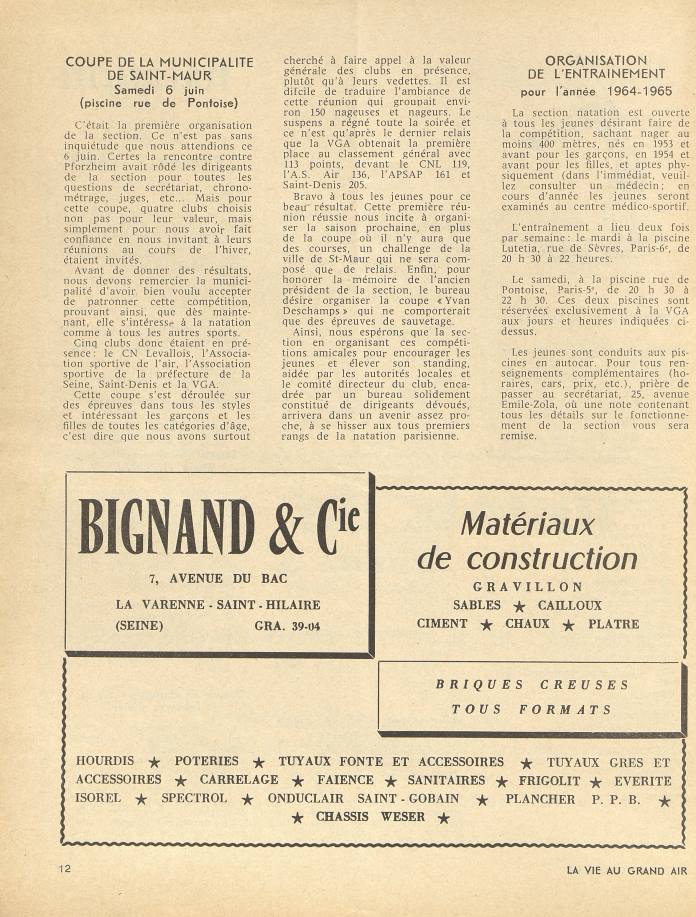 COUPE DE LA MUNICIPALITE
DE SAINT-MAUR
Samedi 6 juin
(piscine rue de Pontoise)
C'était la première organisation
de la section. Ce n'est pas sans
inquiétude que nous attendions ce
6 juin. Certes la rencontre contre
Pforzheim avait rôdé les dirigeants
de la section pour toutes les
questions de secrétariat, chrono-
métrage, juges, etc... Mais pour
cette coupe, quatre clubs choisis
non pas pour leur valeur, mais
simplement pour nous avoir fait
confiance en nous invitant à leurs
réunions au cours de l'hiver,
étaient invités.
Avant de donner des résultats,
nous devons remercier la munici-
palité d'avoir bien voulu accepter
de patronner cette compétition,
prouvant ainsi, que dès mainte-
nant, elle s'intéress» à la natation
comme à tous les autres sports.
Cinq clubs donc étaient en pré-
sence : le CN Levallois, l'Associa-
tion sportive de l'air, l'Association
sportive de la préfecture de la
Seine, Saint-Denis et la VGA.
Cette coupe s'est déroulée sur
des épreuves dans tous les styles
et intéressant les garçons et les
filles de toutes les catégories d'âge,
c'est dire que nous avons surtout
cherché à faire appel à la valeur
générale des clubs en présence,
plutôt qu'à leurs vedettes. Il est
difcile de traduire l'ambiance de
cette réunion qui groupait envi-
ron 150 nageuses et nageurs. Le
suspens a régné toute la soirée et
ce n'est qu'après le dernier relais
que la VGA obtenait la première
place au classement général avec
113 points, devant le CNL 119,
l'A.S. Air 136, l'APSAP 161 et
Saint-Denis 205.
Bravo à tous les jeunes pour ce
beau résultat. Cette première réu-
nion réussie nous incite à organi-
ser la saison prochaine, en plus
de la coupe où il n'y aura que
des courses, un challenge de la
ville de St-Maur qui ne sera com-
posé que de relais. Enfin, pour
honorer la mémoire de l'ancien
président de la section, le bureau
désire organiser la coupe « Yvan
Deschamps » qui ne comporterait
que des épreuves de sauvetage.
Ainsi, nous espérons que la sec-
tion en organisant ces compéti-
tions amicales pour encourager les
jeunes et élever son standing,
aidée par les autorités locales et
le comité directeur du club, enca-
drée par un bureau solidement
constitué de dirigeants dévoués,
arrivera dans un avenir assez pro-
che, à se hisser aux tous premiers
rangs de la natation parisienne.
ORGANISATION
DE L'ENTRAINEMENT
pour l'année 1964-1965
La section natation est ouverte
à tous les jeunes désirant faire de
la compétition, sachant nager au
moins 400 mètres, nés en 1953 et
avant pour les garçons, en 1954 et
avant pour les filles, et aptes phy-
siquement (dans l'immédiat, veuil-
lez consulter un médecin ; en
cours d'année les jeunes seront
examinés au centre médico-sportif.
L'entraînement a lieu deux fois
par semaine : le mardi à la piscine
Lutetia, rue de Sèvres, Paris-6e, de
20 h 30 à 22 heures.
Le samedi, à la piscine rue de
Pontoise, Paris-5e, de 20 h 30 à
22 h 30. Ces deux piscines sont
réservées exclusivement à la VGA
aux jours et heures indiquées ci-
dessus.
Les jeunes sont conduits aux pis-
cines en autocar. Pour tous ren-
seignements complémentaires (ho-
raires, cars, prix, etc.), prière de
passer au secrétariat, 25, avenue
Emile-Zola, où une note contenant
tous les détails sur le fonctionne-
ment de la section vous sera
remise.
BIGNAND & Cie
7, AVENUE DU BAC
LA VARENNE - SAINT - HILAIRE
(SEINE) GRA. 39-04
Matériaux
de construction
GRAVILLON
SABLES ★ CAILLOUX
CIMENT ★ CHAUX ★ PLATRE
BRIQUES CREUSES
TOUS FORMATS
HOURDIS ★ POTERIES ★ TUYAUX FONTE ET ACCESSOIRES ★ TUYAUX GRES ET
ACCESSOIRES ★ CARRELAGE ★ FAIENCE ★ SANITAIRES ★ FRIGOLIT ★ EVERITE
ISOREL ★ SPECTROL ★ ONDUCLAIR SAINT - GOBAIN ★ PLANCHER P. P. B. ★
★ CHASSIS WESER ★
12 LA VIE AU GRAND AIR